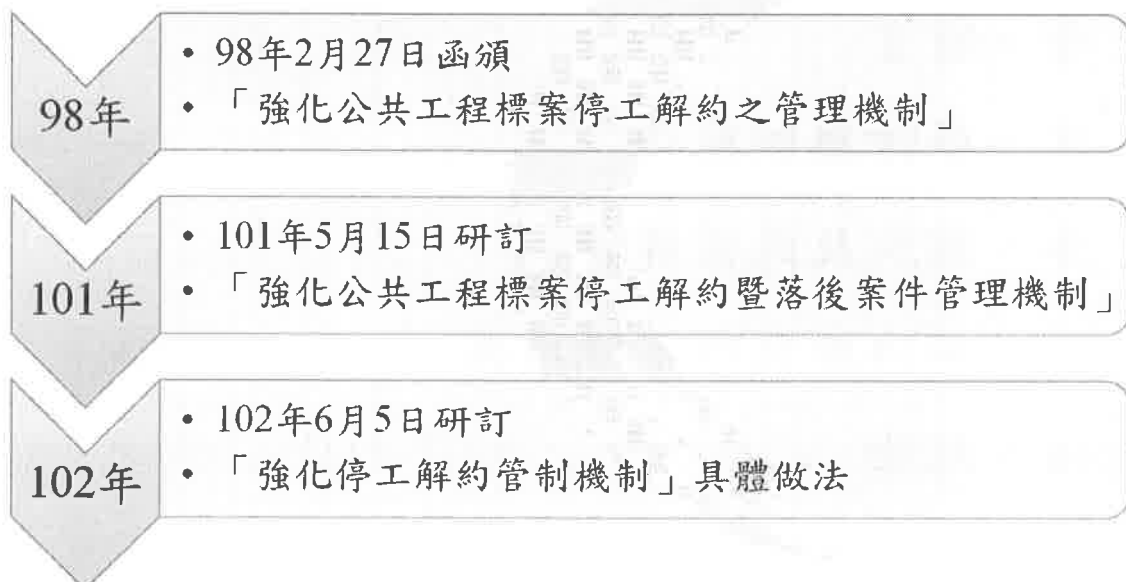 98年
• 98年2月27日函頒
• 「強化公共工程標案停工解約之管理機制」
101年
• 101年5月15日研訂
• 「強化公共工程標案停工解約暨落後案件管理機制」
102年
• 102年6月5日研訂
• 「強化停工解約管制機制」具體做法